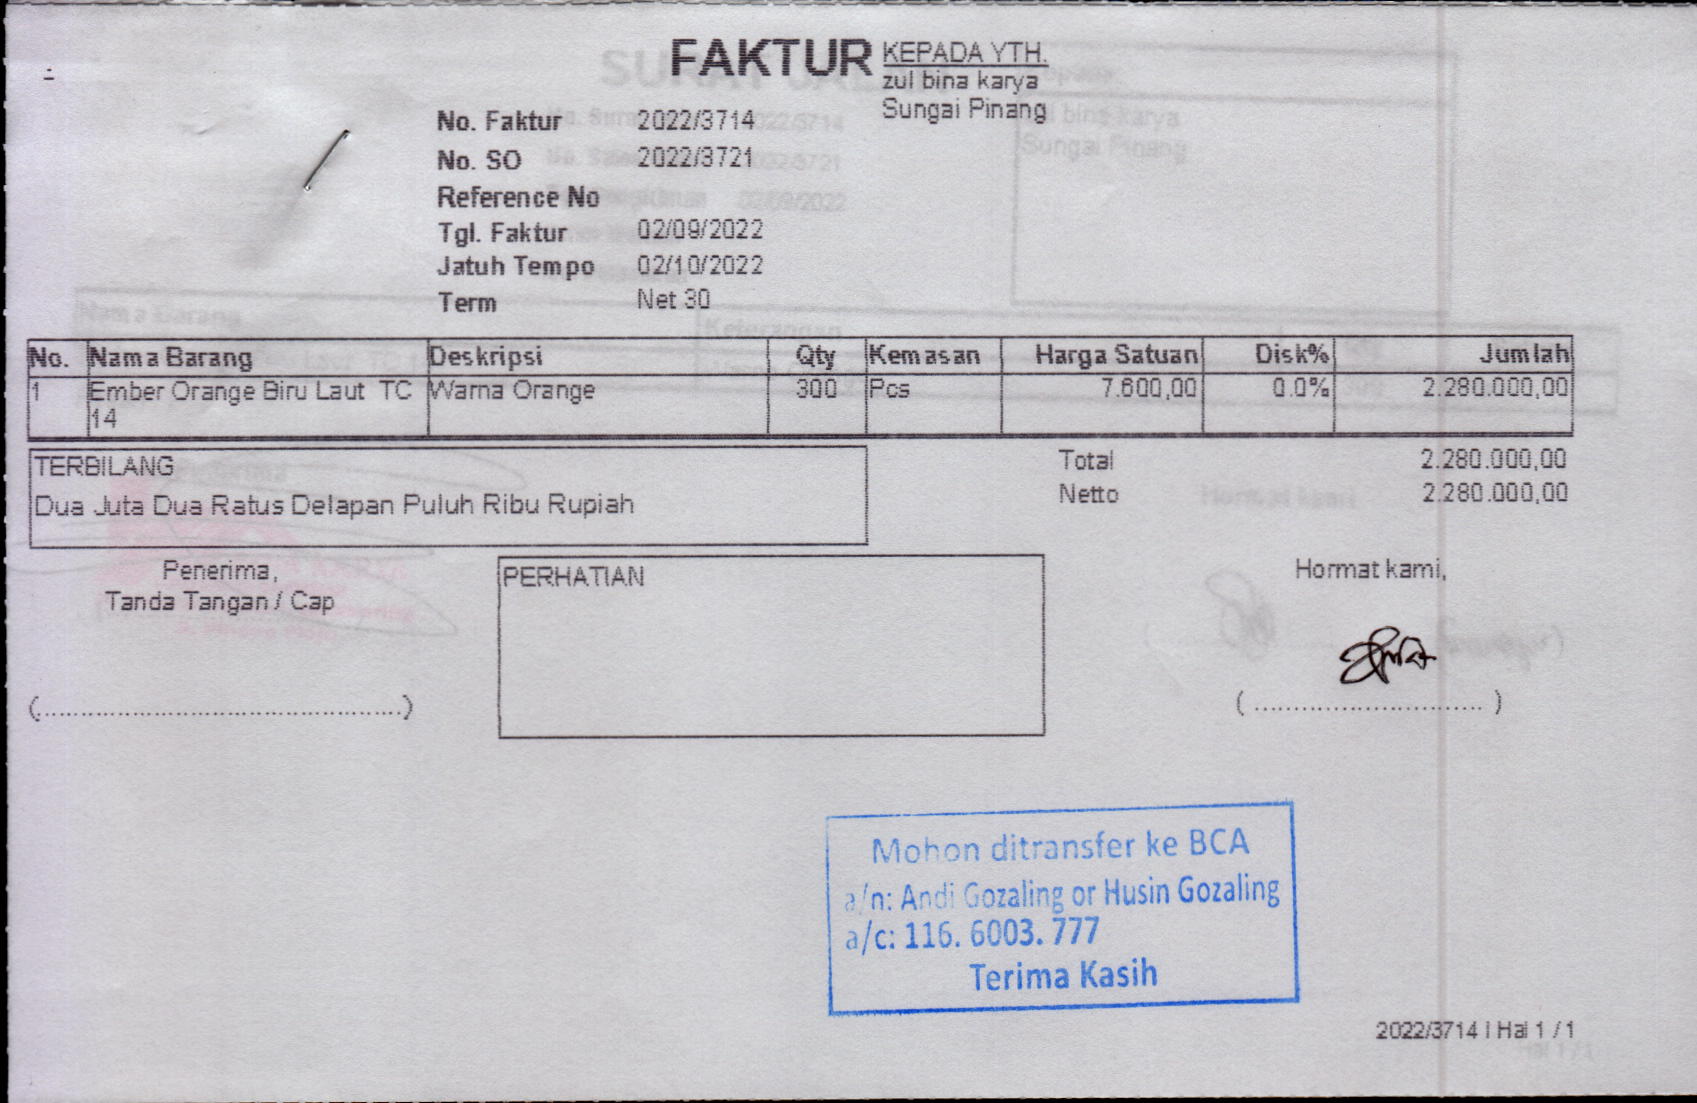 FAKTUR
KEPADA YTH.
zul bina karya
Sungai Pinang
No. Faktur 2022/3714
No. SO 2022/3721
Reference No
Tgl. Faktur 02/09/2022
Jatuh Tempo 02/10/2022
Term Net 30
No. Nama Barang Deskripsi Qty Kemasan Harga Satuan Disk% Jumlah
1 Ember Orange Biru Laut TC Warna Orange 300 Pcs 7.600,00 0.0% 2.280.000,00
14
TERBILANG
Dua Juta Dua Ratus Delapan Puluh Ribu Rupiah
Total 2.280.000,00
Netto 2.280.000,00
Penerima,
Tanda Tangan / Cap
(..............................................)
PERHATIAN
Hormat kami,
( ............................. )
Mohon ditransfer ke BCA
a/n: Andi Gozaling or Husin Gozaling
a/c: 116. 6003. 777
Terima Kasih
2022/3714 | Hal 1 / 1